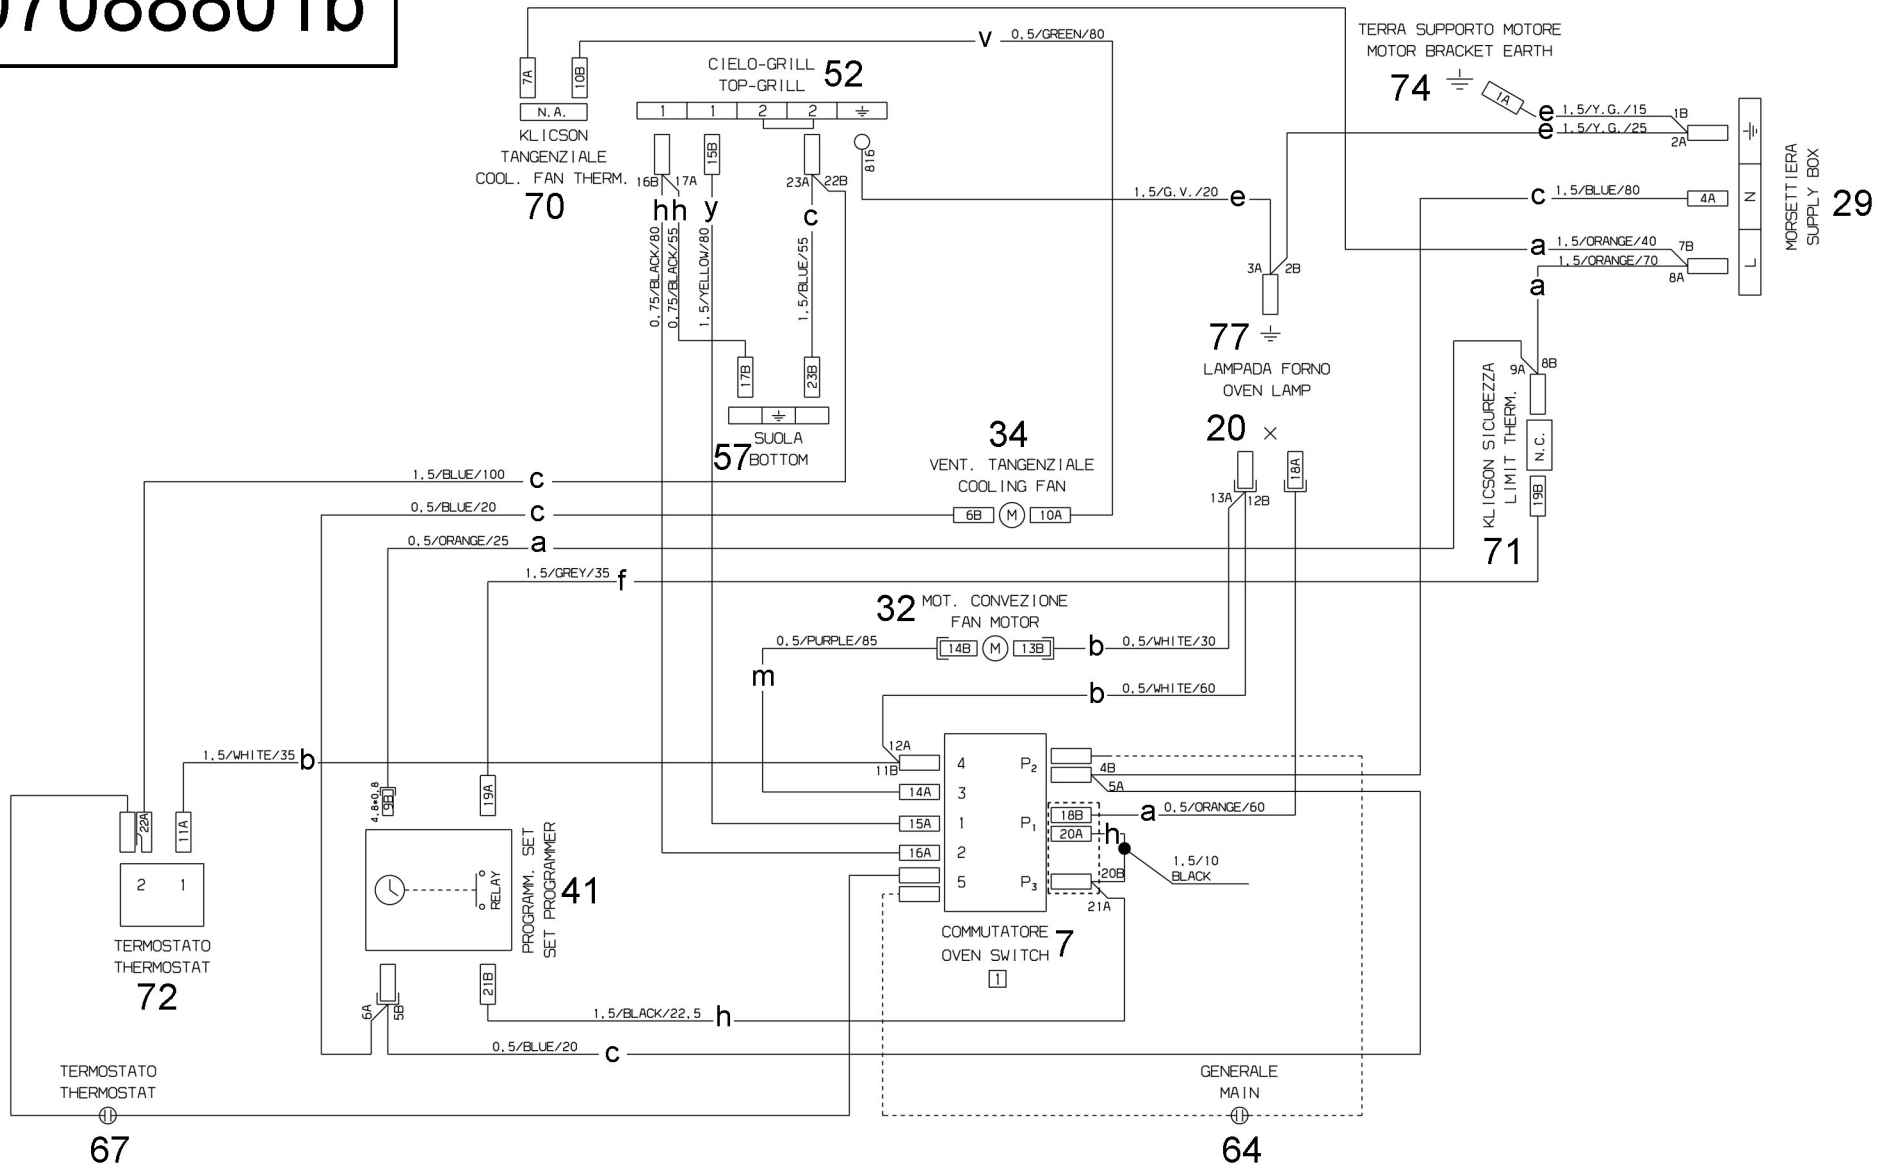 07088801b
v 0.5/GREEN/80
TERRA SUPPORTO MOTORE
MOTOR BRACKET EARTH
74
1A
7A
10B
N.A.
KLICSON
TANGENZIALE
COOL. FAN THERM.
70
CIELO-GRILL
TOP-GRILL
52
1 1 2 2
15B
816
16B 17A
23A 22B
h h y c
0.75/BLACK/80
0.75/BLACK/55
1.5/YELLOW/80
1.5/BLUE/55
1.5/G.V./20 e
e 1.5/Y.G./15 1B
e 1.5/Y.G./25
2A
c 1.5/BLUE/80
4A
N
a 1.5/ORANGE/40 7B
1.5/ORANGE/70
8A
L
a
MORSETTIERA
SUPPLY BOX
29
3A 2B
77
17B
23B
SUOLA
BOTTOM
57
LAMPADA FORNO
OVEN LAMP
20
18A
13A 12B
9A 8B
N.C.
19B
KLICSON SICUREZZA
LIMIT THERM.
71
34
VENT. TANGENZIALE
COOLING FAN
6B M 10A
1.5/BLUE/100 c
0.5/BLUE/20 c
0.5/ORANGE/25 a
1.5/GREY/35 f
32
MOT. CONVEZIONE
FAN MOTOR
0.5/PURPLE/85
14B M 13B
b 0.5/WHITE/30
m
b 0.5/WHITE/60
1.5/WHITE/35 b
12A
11B
4 P2
4B
5A
14A 3
15A 1 P1
18B
20A
a 0.5/ORANGE/60
h
16A 2
5 P3
20B
21A
1.5/10
BLACK
COMMUTATORE
OVEN SWITCH
7
1
22A
11A
2 1
TERMOSTATO
THERMOSTAT
72
4.8*0.8
9B
19A
RELAY
PROGRAMM. SET
SET PROGRAMMER
41
6A
5B
21B
1.5/BLACK/22.5 h
0.5/BLUE/20 c
TERMOSTATO
THERMOSTAT
67
GENERALE
MAIN
64